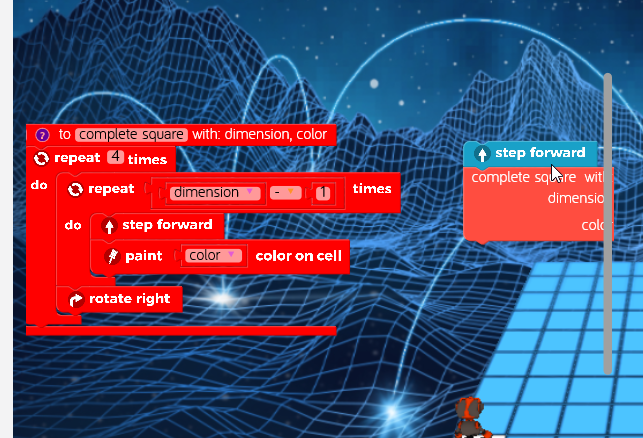 ? to complete square with: dimension, color
repeat 4 times
do repeat dimension - 1 times
do step forward
paint color color on cell
rotate right
step forward
complete square with
dimension
color